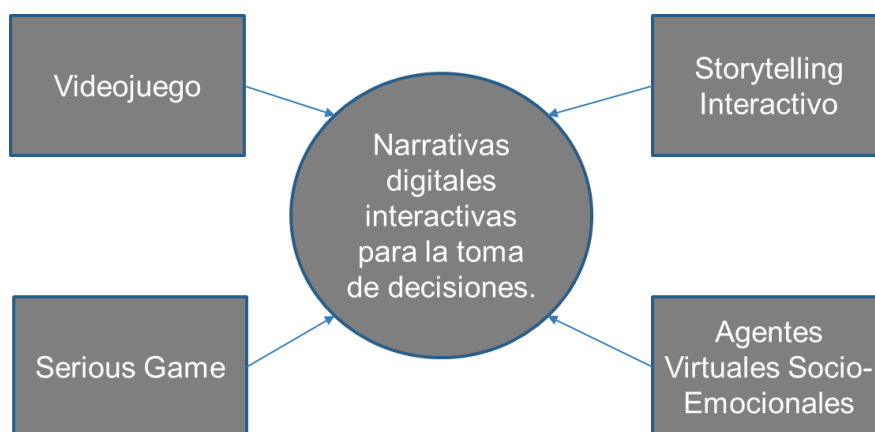 Videojuego
Storytelling
Interactivo
Narrativas
digitales
interactivas
para la toma
de decisiones.
Serious Game
Agentes
Virtuales Socio-
Emocionales